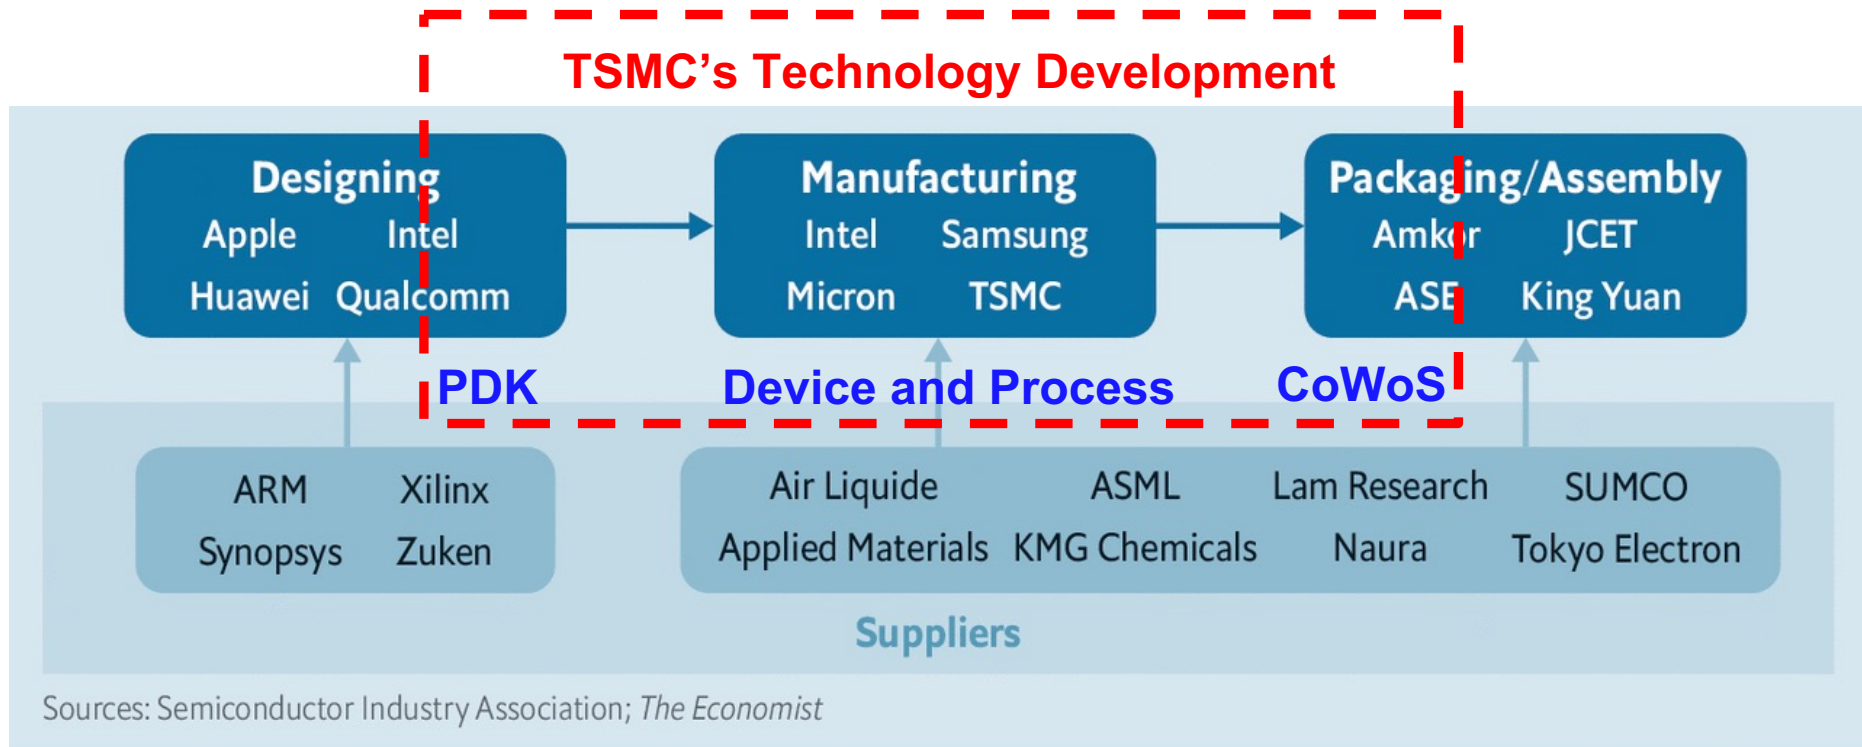 TSMC’s Technology Development
Designing
Apple Intel
Huawei Qualcomm
Manufacturing
Intel Samsung
Micron TSMC
Packaging/Assembly
Amkor JCET
ASE King Yuan
PDK
Device and Process
CoWoS
ARM Xilinx
Synopsys Zuken
Air Liquide ASML Lam Research SUMCO
Applied Materials KMG Chemicals Naura Tokyo Electron
Suppliers
Sources: Semiconductor Industry Association; The Economist